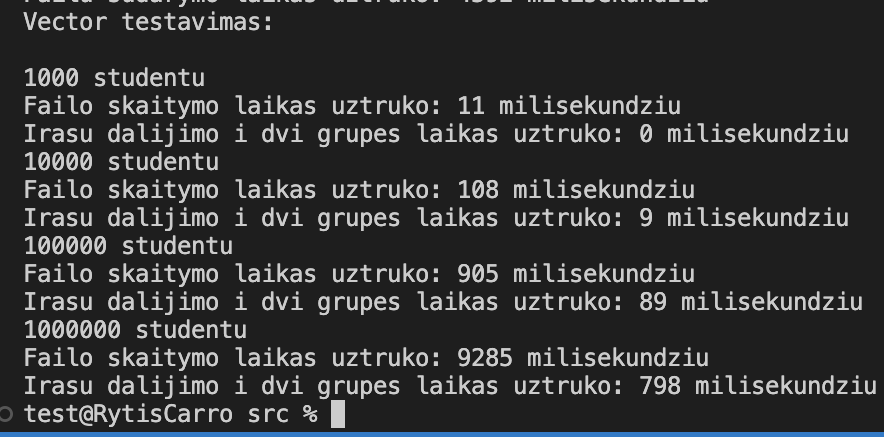 Vector testavimas:
1000 studentu
Failo skaitymo laikas uztruko: 11 milisekundziu
Irasu dalijimo i dvi grupes laikas uztruko: 0 milisekundziu
10000 studentu
Failo skaitymo laikas uztruko: 108 milisekundziu
Irasu dalijimo i dvi grupes laikas uztruko: 9 milisekundziu
100000 studentu
Failo skaitymo laikas uztruko: 905 milisekundziu
Irasu dalijimo i dvi grupes laikas uztruko: 89 milisekundziu
1000000 studentu
Failo skaitymo laikas uztruko: 9285 milisekundziu
Irasu dalijimo i dvi grupes laikas uztruko: 798 milisekundziu
test@RytisCarro src %